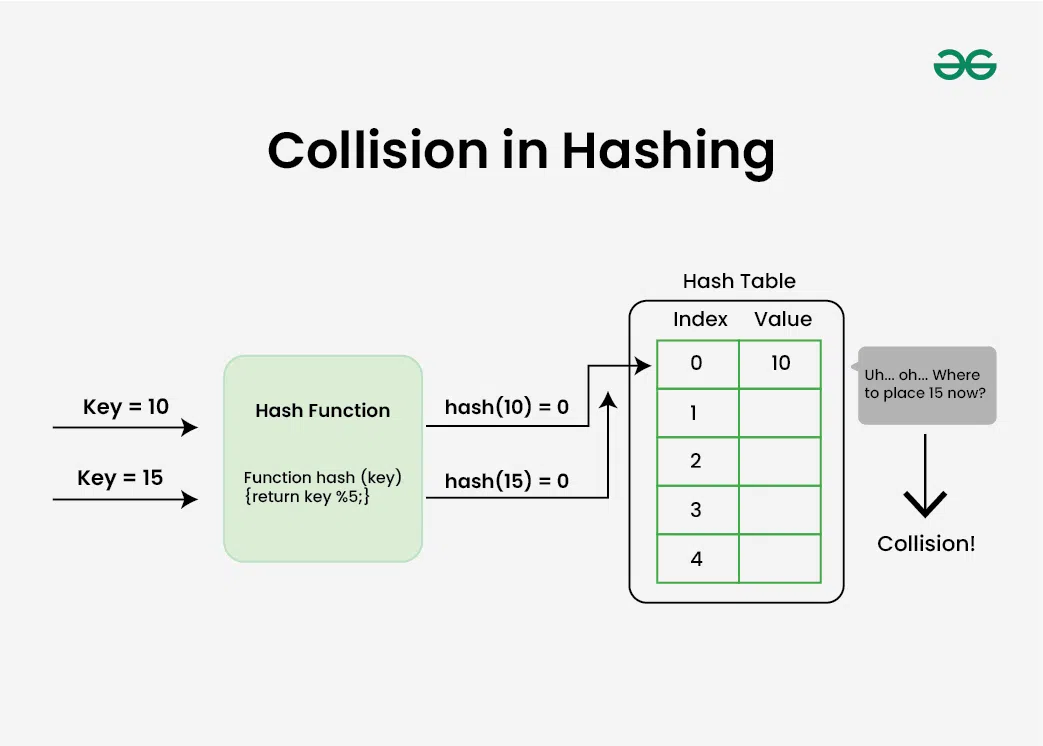 Collision in Hashing
Hash Table
Index Value
0 10
1
2
3
4
Key = 10
Key = 15
Hash Function
Function hash (key)
{return key %5;}
hash(10) = 0
hash(15) = 0
Uh... oh... Where
to place 15 now?
Collision!